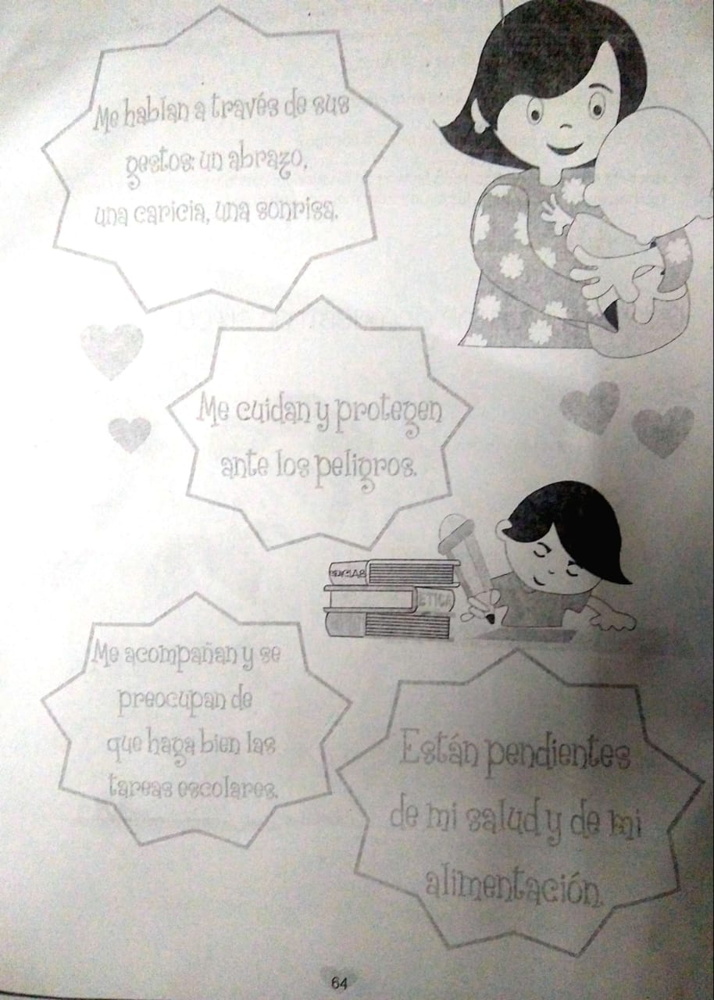 Me hablan a través de sus
gestos: un abrazo,
una caricia, una sonrisa.
Me cuidan y protegen
ante los peligros.
ETICA
Me acompañan y se
preocupan de
que haga bien las
tareas escolares.
Están pendientes
de mi salud y de mi
alimentación.
64